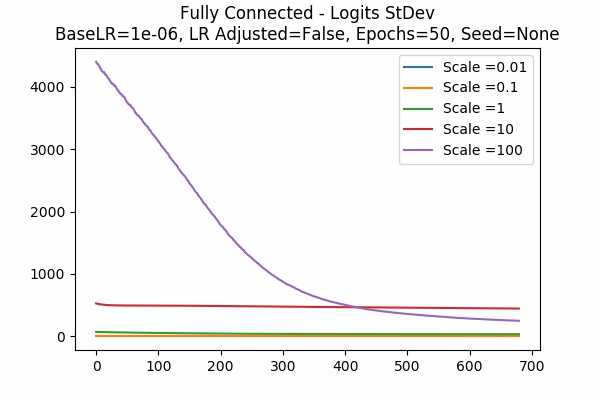 Fully Connected - Logits StDev
BaseLR=1e-06, LR Adjusted=False, Epochs=50, Seed=None
Scale =0.01
Scale =0.1
Scale =1
Scale =10
Scale =100
4000
3000
2000
1000
0
0 100 200 300 400 500 600 700